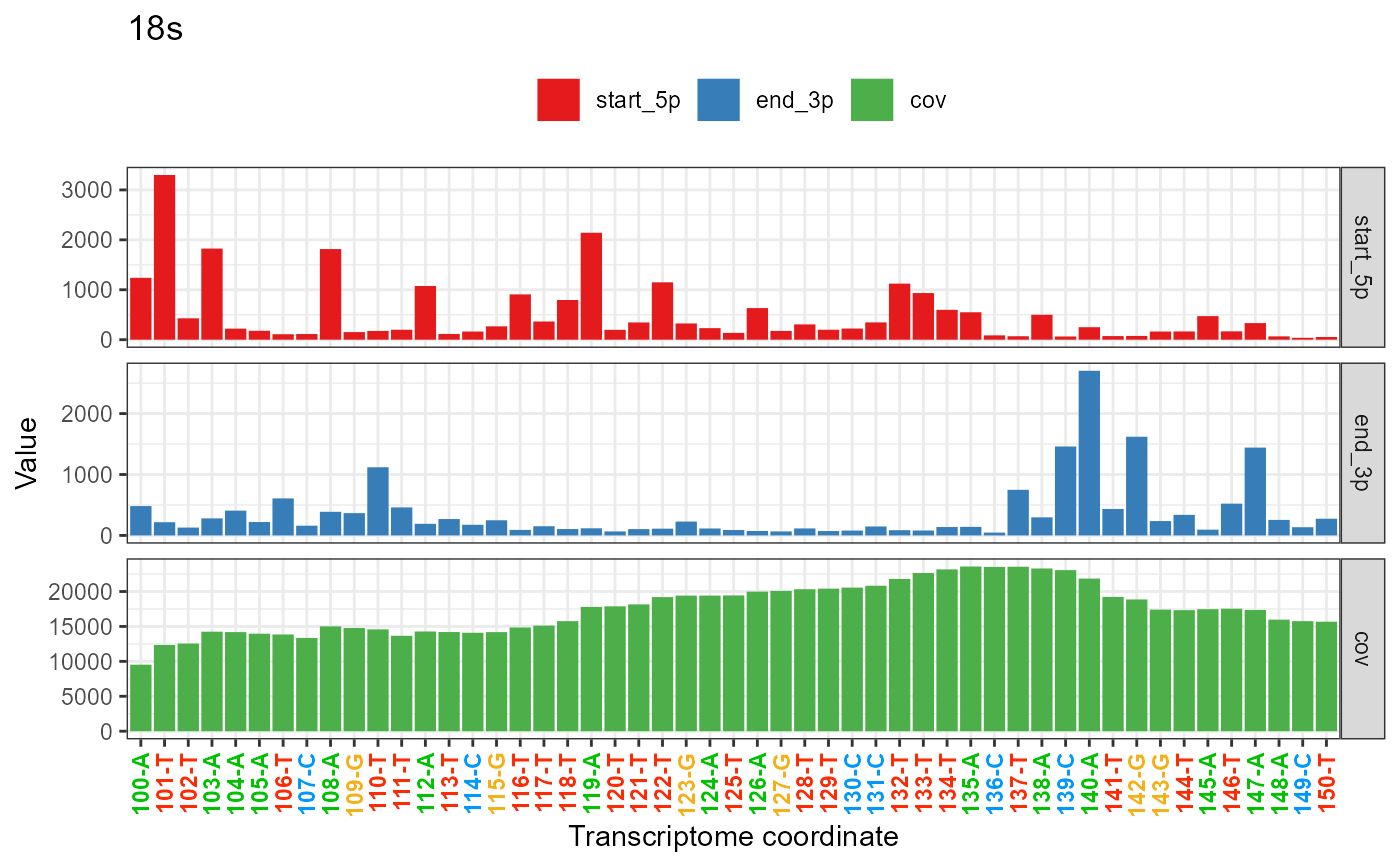 18s
start_5p end_3p cov
3000
2000
1000
0
start_5p
2000
1000
0
end_3p
Value
20000
15000
10000
5000
0
cov
100-A 101-T 102-T 103-A 104-A 105-A 106-T 107-C 108-A 109-G 110-T 111-T 112-A 113-T 114-C 115-G 116-T 117-T 118-T 119-A 120-T 121-T 122-T 123-G 124-A 125-T 126-A 127-G 128-T 129-T 130-C 131-C 132-T 133-T 134-T 135-A 136-C 137-T 138-A 139-C 140-A 141-T 142-G 143-G 144-T 145-A 146-T 147-A 148-A 149-C 150-T
Transcriptome coordinate